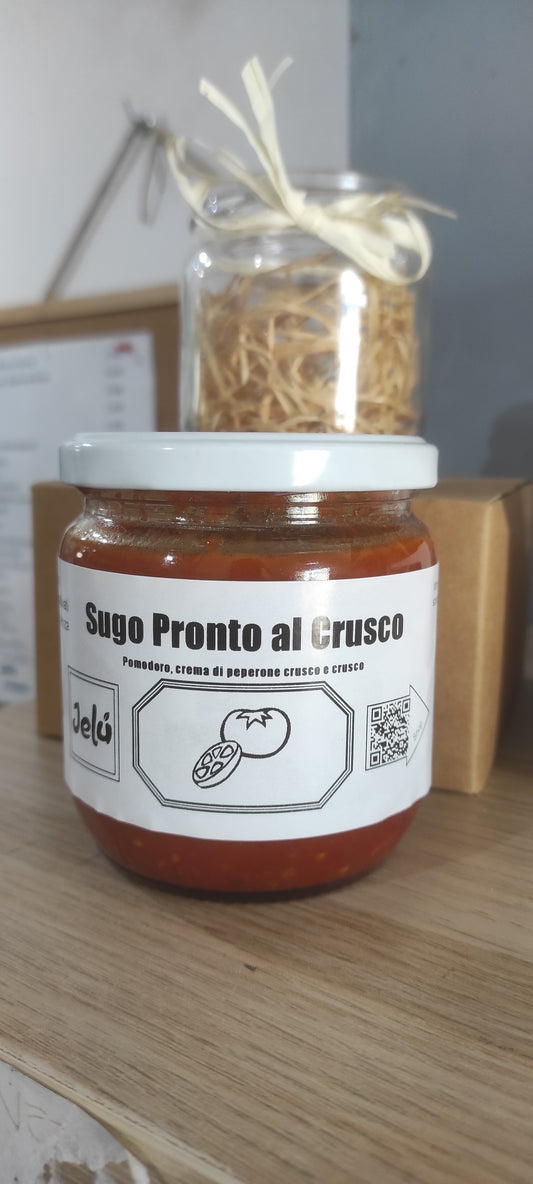 Sugo Pronto al Crusco
Pomodoro, crema di peperone crusco e crusco
Jelú